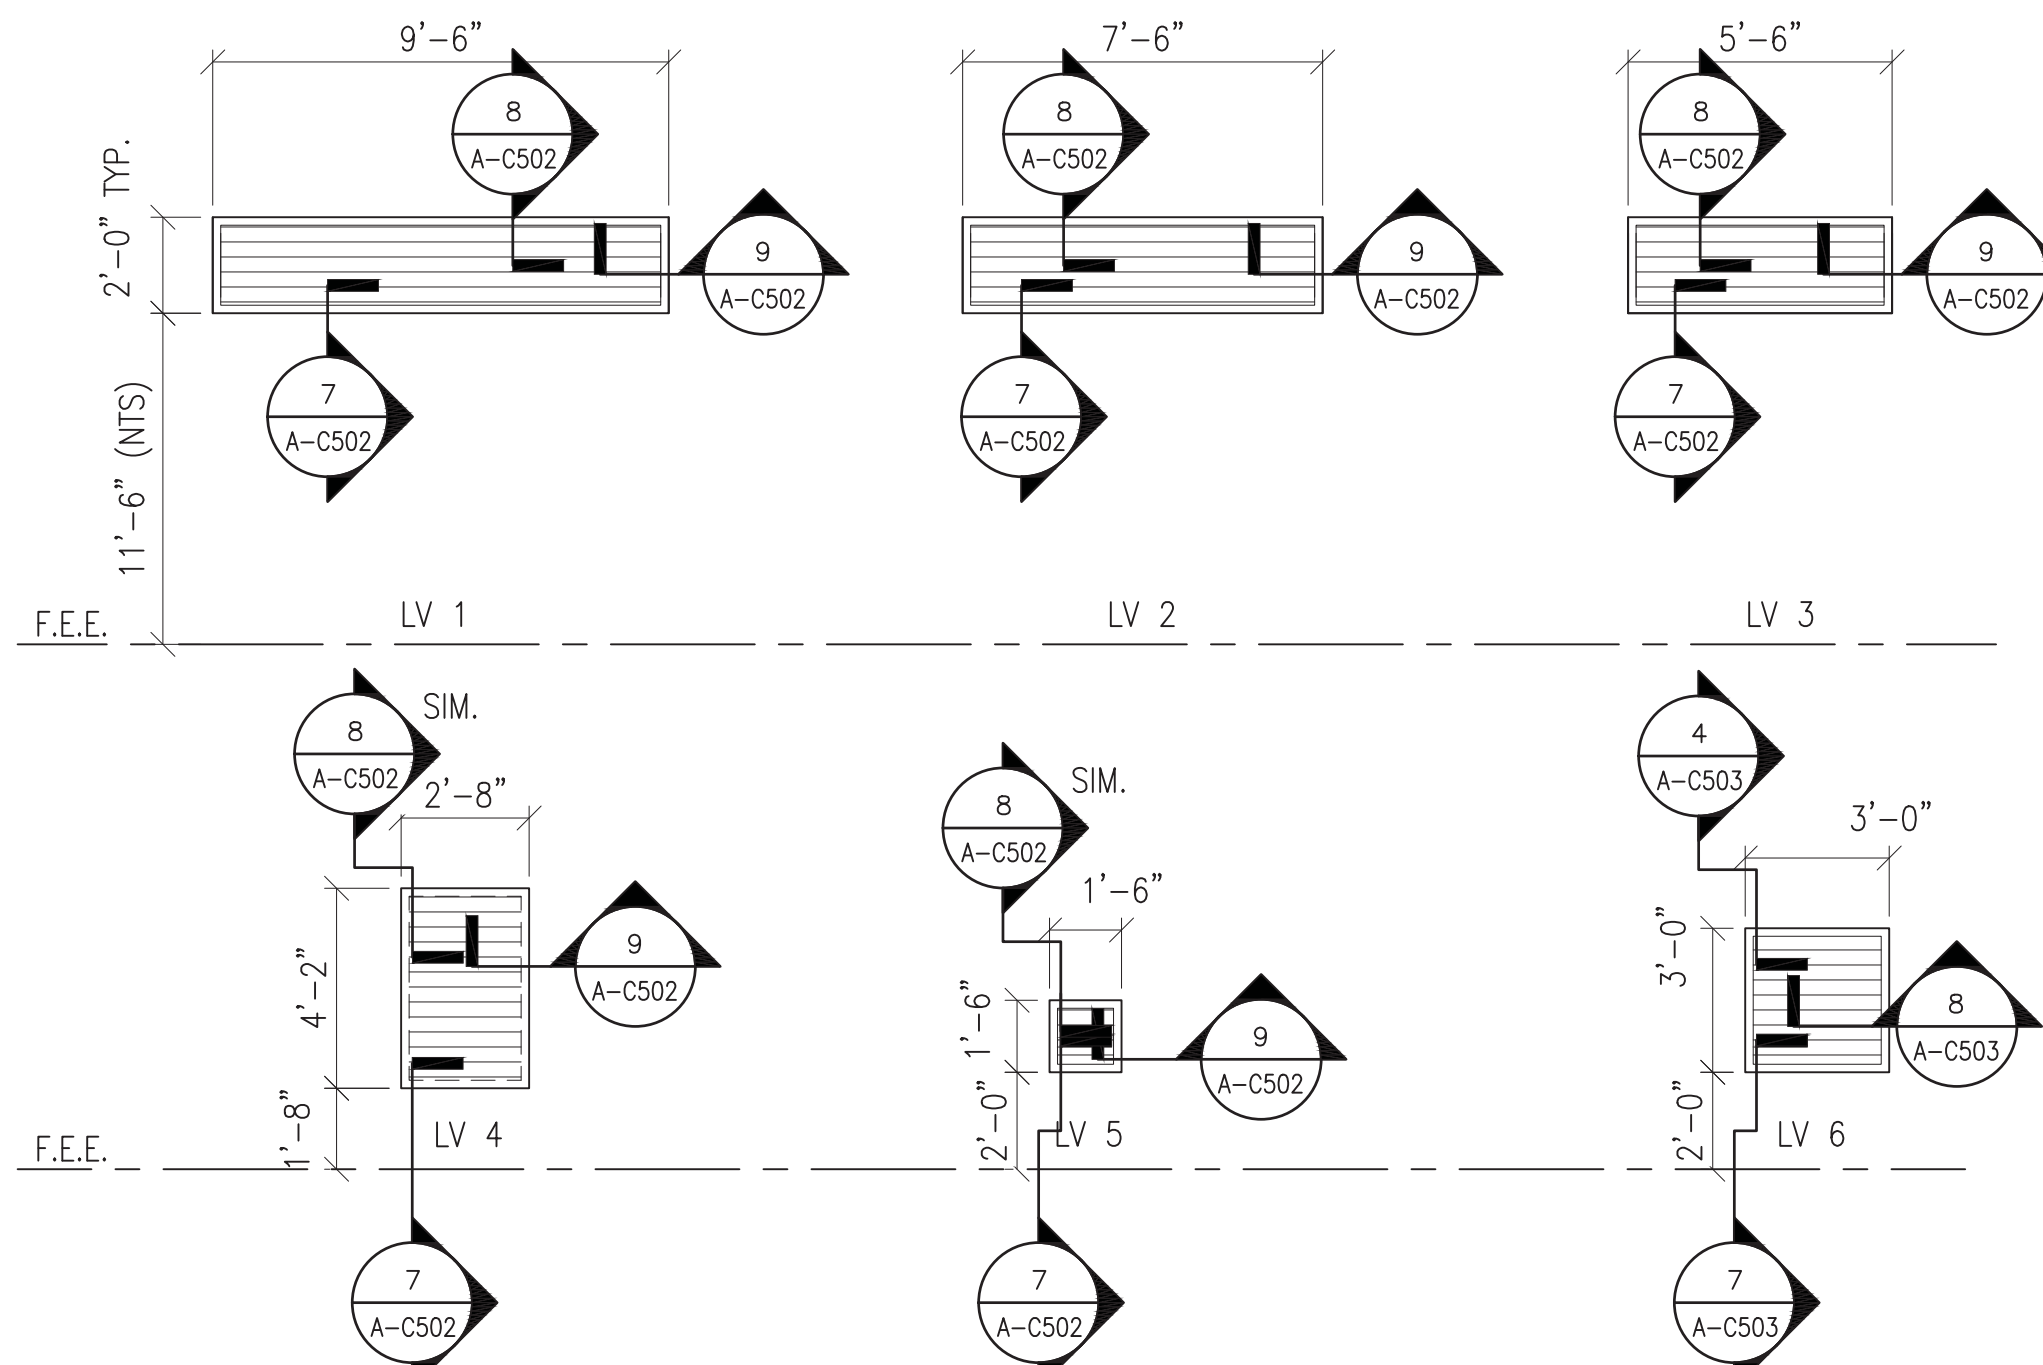 9'-6"
7'-6"
5'-6"
8
A-C502
8
A-C502
8
A-C502
2'-0" TYP.
9
A-C502
9
A-C502
9
A-C502
7
A-C502
7
A-C502
7
A-C502
11'-6" (NTS)
F.E.E.
LV 1
LV 2
LV 3
8
A-C502
SIM.
2'-8"
8
A-C502
SIM.
1'-6"
4
A-C503
3'-0"
4'-2"
9
A-C502
1'-6"
9
A-C502
3'-0"
8
A-C503
1'-8"
LV 4
2'-0"
LV 5
2'-0"
LV 6
F.E.E.
7
A-C502
7
A-C502
7
A-C503